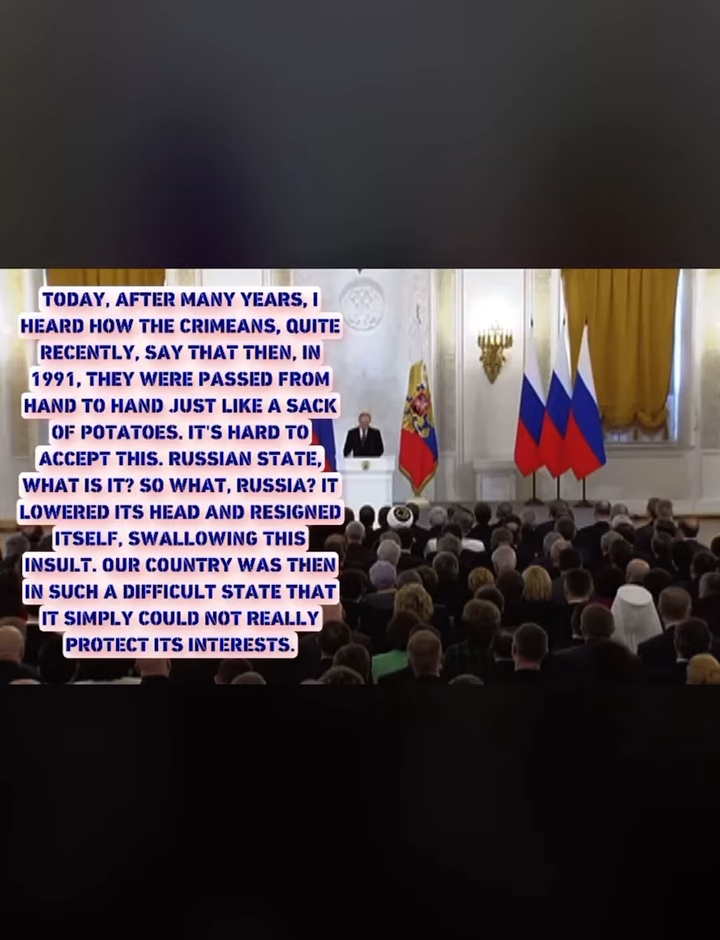 TODAY, AFTER MANY YEARS, I
HEARD HOW THE CRIMEANS, QUITE
RECENTLY, SAY THAT THEN, IN
1991, THEY WERE PASSED FROM
HAND TO HAND JUST LIKE A SACK
OF POTATOES. IT'S HARD TO
ACCEPT THIS. RUSSIAN STATE,
WHAT IS IT? SO WHAT, RUSSIA? IT
LOWERED ITS HEAD AND RESIGNED
ITSELF, SWALLOWING THIS
INSULT. OUR COUNTRY WAS THEN
IN SUCH A DIFFICULT STATE THAT
IT SIMPLY COULD NOT REALLY
PROTECT ITS INTERESTS.